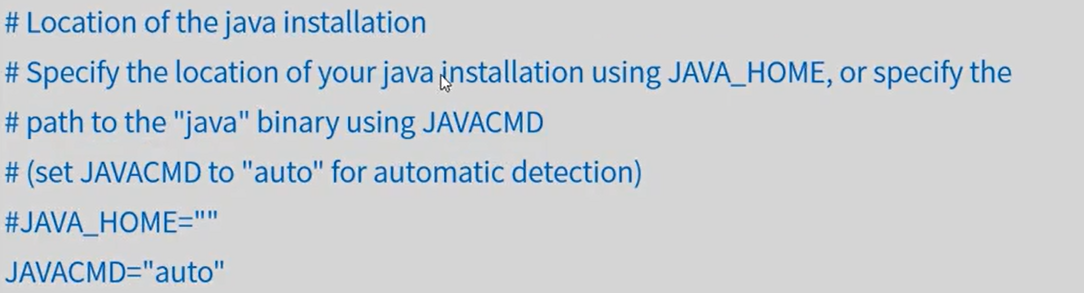 # Location of the java installation
# Specify the location of your java installation using JAVA_HOME, or specify the
# path to the "java" binary using JAVACMD
# (set JAVACMD to "auto" for automatic detection)
#JAVA_HOME=""
JAVACMD="auto"